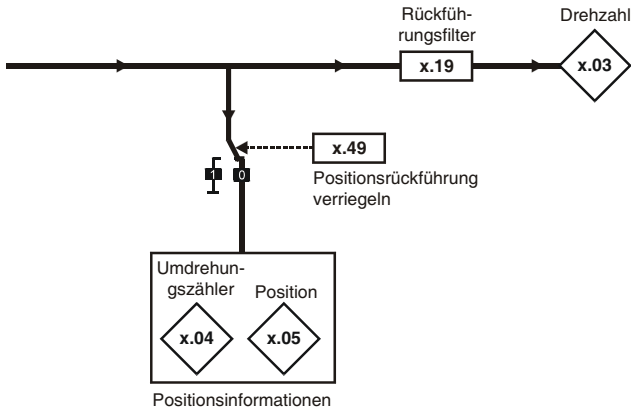 Rückfüh-
rungsfilter
Drehzahl
x.19
x.03
x.49
Positionsrückführung
verriegeln
1 0
Umdrehun-
gszähler
Position
x.04
x.05
Positionsinformationen